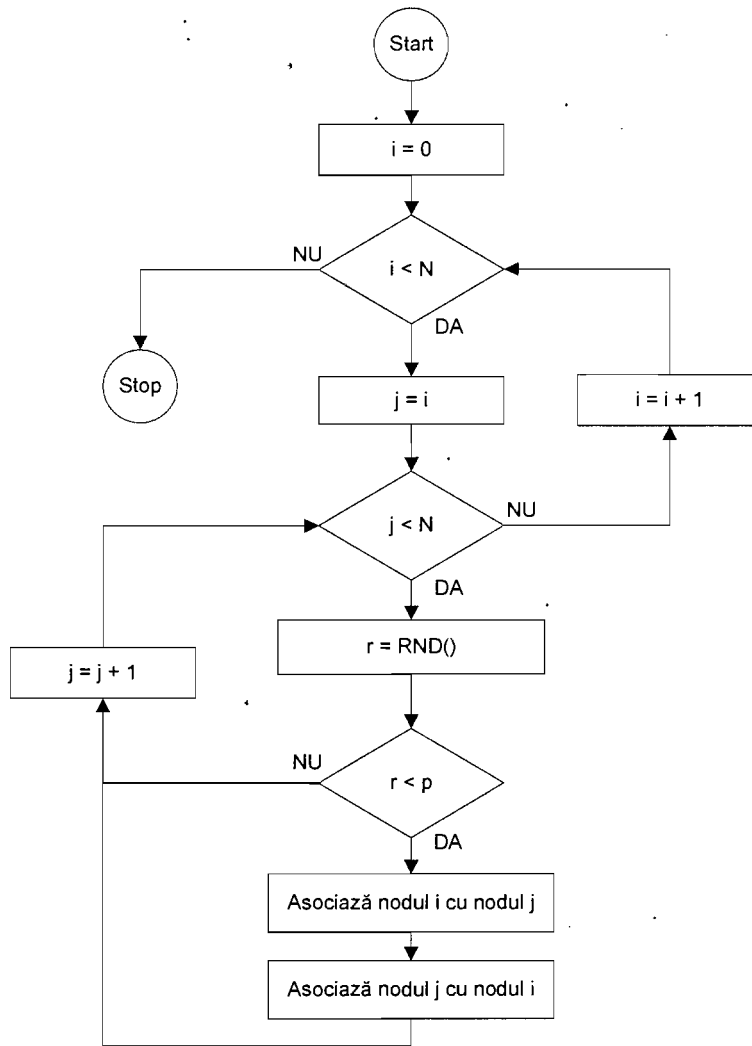 Start
i = 0
NU
i < N
DA
Stop
j = i
i = i + 1
j < N
NU
DA
r = RND()
j = j + 1
NU
r < p
DA
Asociază nodul i cu nodul j
Asociază nodul j cu nodul i